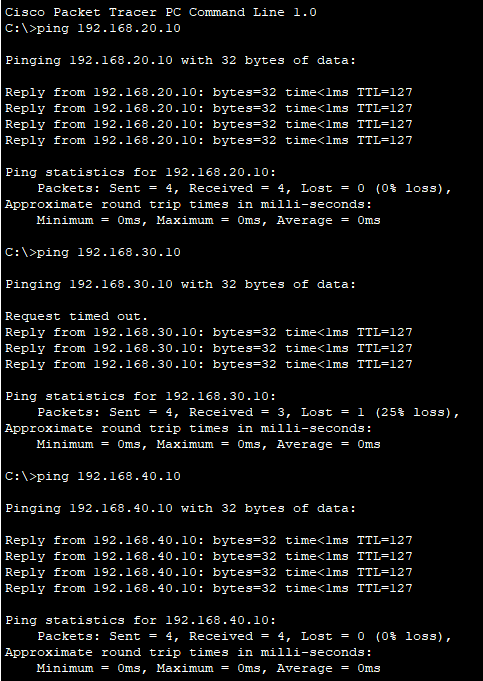 Cisco Packet Tracer PC Command Line 1.0
C:\>ping 192.168.20.10
Pinging 192.168.20.10 with 32 bytes of data:
Reply from 192.168.20.10: bytes=32 time<1ms TTL=127
Reply from 192.168.20.10: bytes=32 time<1ms TTL=127
Reply from 192.168.20.10: bytes=32 time<1ms TTL=127
Reply from 192.168.20.10: bytes=32 time<1ms TTL=127
Ping statistics for 192.168.20.10:
    Packets: Sent = 4, Received = 4, Lost = 0 (0% loss),
Approximate round trip times in milli-seconds:
    Minimum = 0ms, Maximum = 0ms, Average = 0ms
C:\>ping 192.168.30.10
Pinging 192.168.30.10 with 32 bytes of data:
Request timed out.
Reply from 192.168.30.10: bytes=32 time<1ms TTL=127
Reply from 192.168.30.10: bytes=32 time<1ms TTL=127
Reply from 192.168.30.10: bytes=32 time<1ms TTL=127
Ping statistics for 192.168.30.10:
    Packets: Sent = 4, Received = 3, Lost = 1 (25% loss),
Approximate round trip times in milli-seconds:
    Minimum = 0ms, Maximum = 0ms, Average = 0ms
C:\>ping 192.168.40.10
Pinging 192.168.40.10 with 32 bytes of data:
Reply from 192.168.40.10: bytes=32 time<1ms TTL=127
Reply from 192.168.40.10: bytes=32 time<1ms TTL=127
Reply from 192.168.40.10: bytes=32 time<1ms TTL=127
Reply from 192.168.40.10: bytes=32 time<1ms TTL=127
Ping statistics for 192.168.40.10:
    Packets: Sent = 4, Received = 4, Lost = 0 (0% loss),
Approximate round trip times in milli-seconds:
    Minimum = 0ms, Maximum = 0ms, Average = 0ms